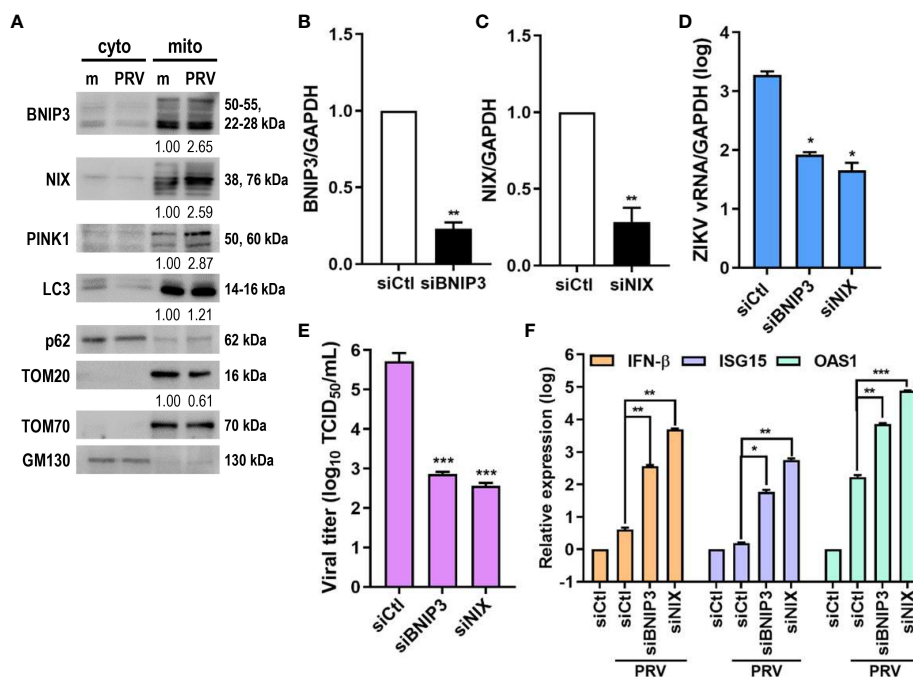 A
cyto mito
m PRV m PRV
BNIP3 50-55, 22-28 kDa
1.00 2.65
NIX 38, 76 kDa
1.00 2.59
PINK1 50, 60 kDa
1.00 2.87
LC3 14-16 kDa
1.00 1.21
p62 62 kDa
TOM20 16 kDa
1.00 0.61
TOM70 70 kDa
GM130 130 kDa
B
BNIP3/GAPDH
1.5
1.0
0.5
0.0
**
siCtl siBNIP3
C
NIX/GAPDH
1.5
1.0
0.5
0.0
**
siCtl siNIX
D
ZIKV vRNA/GAPDH (log)
4
3
2
1
0
* *
siCtl
siBNIP3
siNIX
E
Viral titer (log10 TCID50/mL)
6
5
4
3
2
1
0
*** ***
siCtl
siBNIP3
siNIX
F
IFN-β ISG15 OAS1
Relative expression (log)
6
5
4
3
2
1
0
-1
** **
* **
** ***
siCtl siCtl siBNIP3 siNIX
PRV
siCtl siCtl siBNIP3 siNIX
PRV
siCtl siCtl siBNIP3 siNIX
PRV